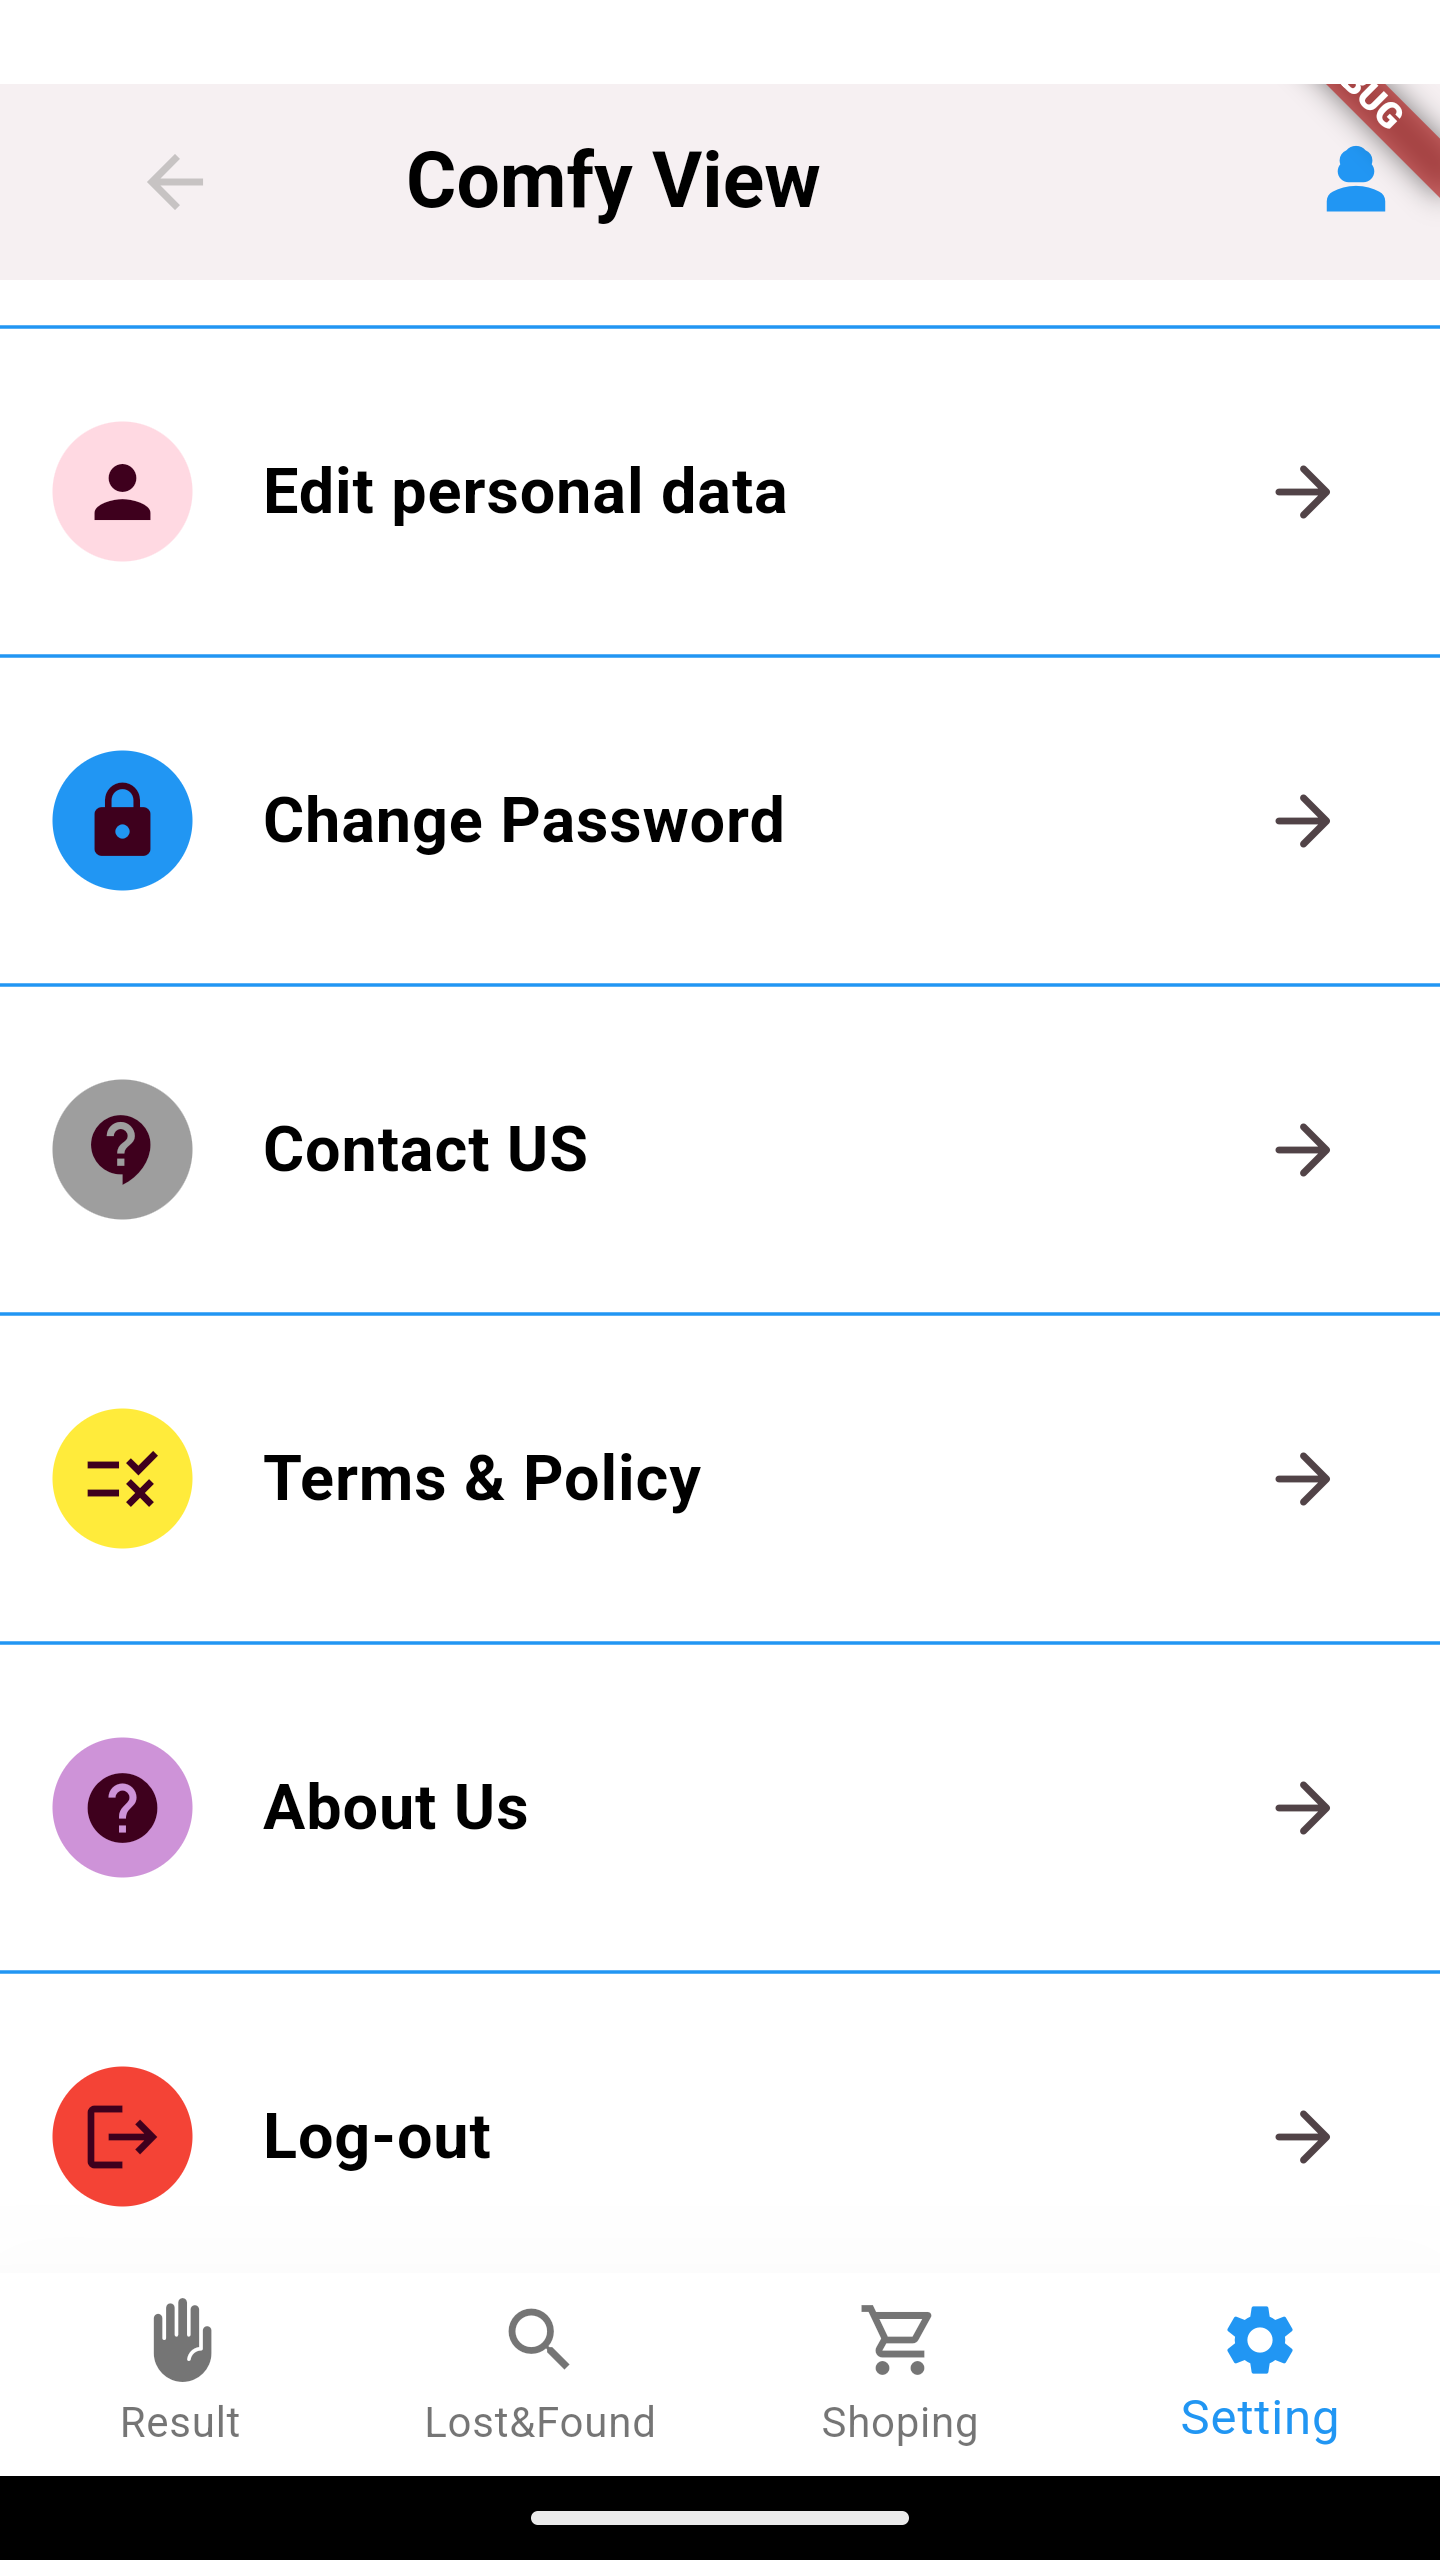 Comfy View
Edit personal data
Change Password
Contact US
Terms & Policy
About Us
Log-out
Result
Lost&Found
Shoping
Setting